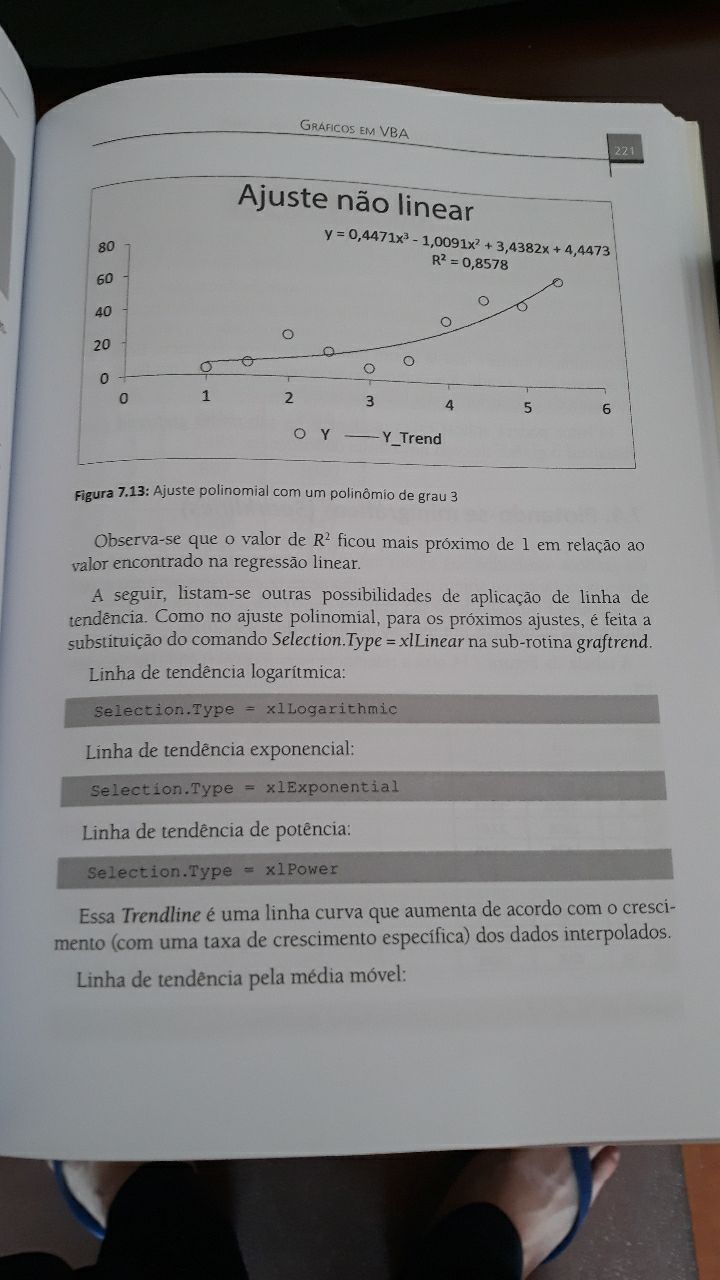 GRÁFICOS EM VBA
221
Ajuste não linear
y = 0,4471x³ - 1,0091x² + 3,4382x + 4,4473
R² = 0,8578
80
60
40
20
0
0 1 2 3 4 5 6
Y Y_Trend
Figura 7.13: Ajuste polinomial com um polinômio de grau 3
Observa-se que o valor de R² ficou mais próximo de 1 em relação ao
valor encontrado na regressão linear.
A seguir, listam-se outras possibilidades de aplicação de linha de
tendência. Como no ajuste polinomial, para os próximos ajustes, é feita a
substituição do comando Selection.Type = xlLinear na sub-rotina graftrend.
Linha de tendência logarítmica:
Selection.Type = xlLogarithmic
Linha de tendência exponencial:
Selection.Type = xlExponential
Linha de tendência de potência:
Selection.Type = xlPower
Essa Trendline é uma linha curva que aumenta de acordo com o cresci-
mento (com uma taxa de crescimento específica) dos dados interpolados.
Linha de tendência pela média móvel: